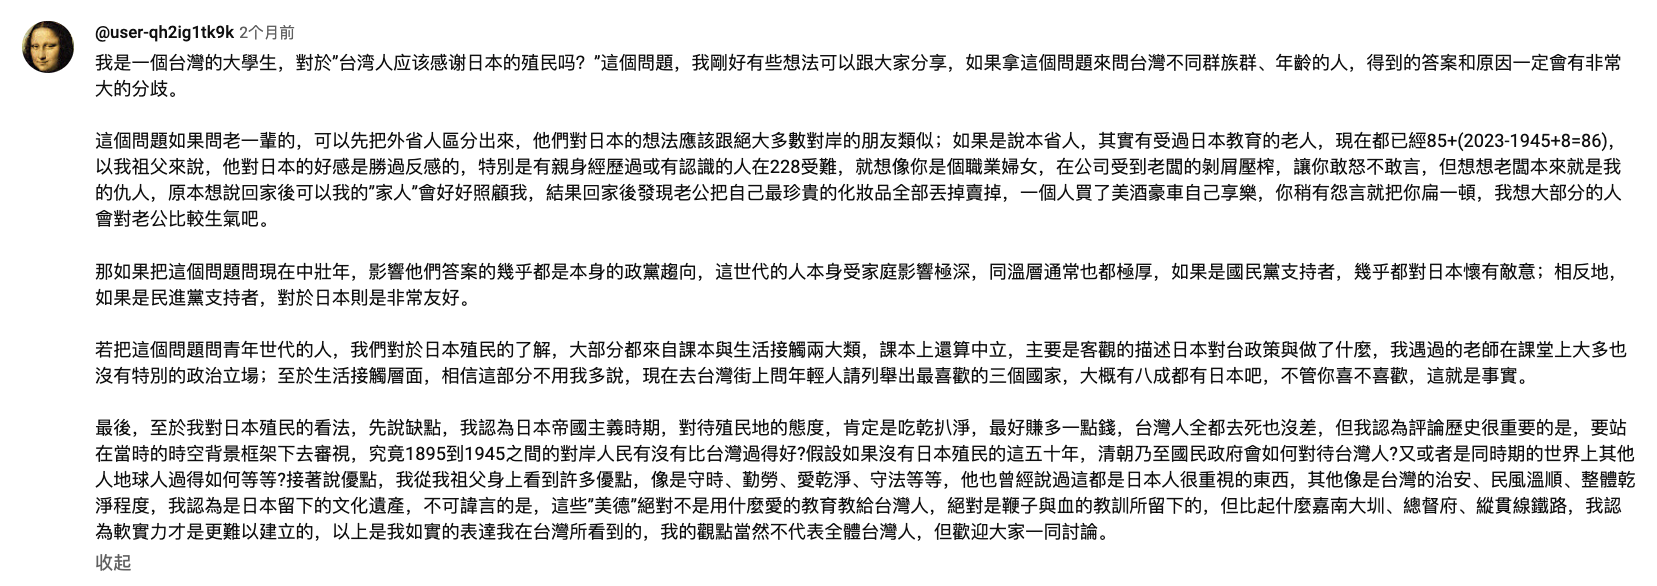 @user-qh2ig1tk9k 2个月前
我是一個台灣的大學生，對於”台湾人应该感谢日本的殖民吗？”這個問題，我剛好有些想法可以跟大家分享，如果拿這個問題來問台灣不同群族群、年齡的人，得到的答案和原因一定會有非常
大的分歧。
這個問題如果問老一輩的，可以先把外省人區分出來，他們對日本的想法應該跟絕大多數對岸的朋友類似；如果是說本省人，其實有受過日本教育的老人，現在都已經85+(2023-1945+8=86)，
以我祖父來說，他對日本的好感是勝過反感的，特別是有親身經歷過或有認識的人在228受難，就想像你是個職業婦女，在公司受到老闆的剝屑壓榨，讓你敢怒不敢言，但想想老闆本來就是我
的仇人，原本想說回家後可以我的”家人”會好好照顧我，結果回家後發現老公把自己最珍貴的化妝品全部丟掉賣掉，一個人買了美酒豪車自己享樂，你稍有怨言就把你扁一頓，我想大部分的人
會對老公比較生氣吧。
那如果把這個問題問現在中壯年，影響他們答案的幾乎都是本身的政黨趨向，這世代的人本身受家庭影響極深，同溫層通常也都極厚，如果是國民黨支持者，幾乎都對日本懷有敵意；相反地，
如果是民進黨支持者，對於日本則是非常友好。
若把這個問題問青年世代的人，我們對於日本殖民的了解，大部分都來自課本與生活接觸兩大類，課本上還算中立，主要是客觀的描述日本對台政策與做了什麼，我遇過的老師在課堂上大多也
沒有特別的政治立場；至於生活接觸層面，相信這部分不用我多說，現在去台灣街上問年輕人請列舉出最喜歡的三個國家，大概有八成都有日本吧，不管你喜不喜歡，這就是事實。
最後，至於我對日本殖民的看法，先說缺點，我認為日本帝國主義時期，對待殖民地的態度，肯定是吃乾扒淨，最好賺多一點錢，台灣人全都去死也沒差，但我認為評論歷史很重要的是，要站
在當時的時空背景框架下去審視，究竟1895到1945之間的對岸人民有沒有比台灣過得好?假設如果沒有日本殖民的這五十年，清朝乃至國民政府會如何對待台灣人?又或者是同時期的世界上其他
人地球人過得如何等等?接著說優點，我從我祖父身上看到許多優點，像是守時、勤勞、愛乾淨、守法等等，他也曾經說過這都是日本人很重視的東西，其他像是台灣的治安、民風溫順、整體乾
淨程度，我認為是日本留下的文化遺產，不可諱言的是，這些”美德”絕對不是用什麼愛的教育教給台灣人，絕對是鞭子與血的教訓所留下的，但比起什麼嘉南大圳、總督府、縱貫線鐵路，我認
為軟實力才是更難以建立的，以上是我如實的表達我在台灣所看到的，我的觀點當然不代表全體台灣人，但歡迎大家一同討論。
收起